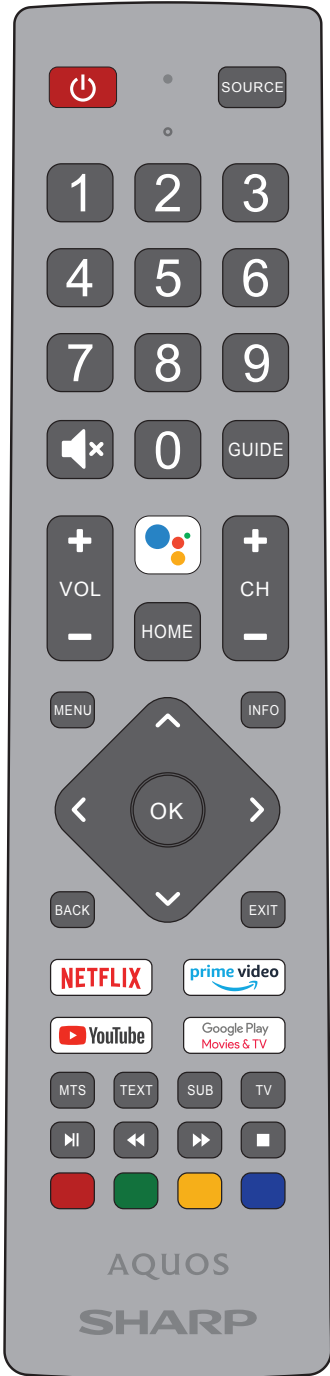 SOURCE
1 2 3
4 5 6
7 8 9
0 GUIDE
+ +
VOL CH
- HOME -
MENU INFO
OK
BACK EXIT
NETFLIX prime video
YouTube Google Play
Movies & TV
MTS TEXT SUB TV
AQUOS
SHARP